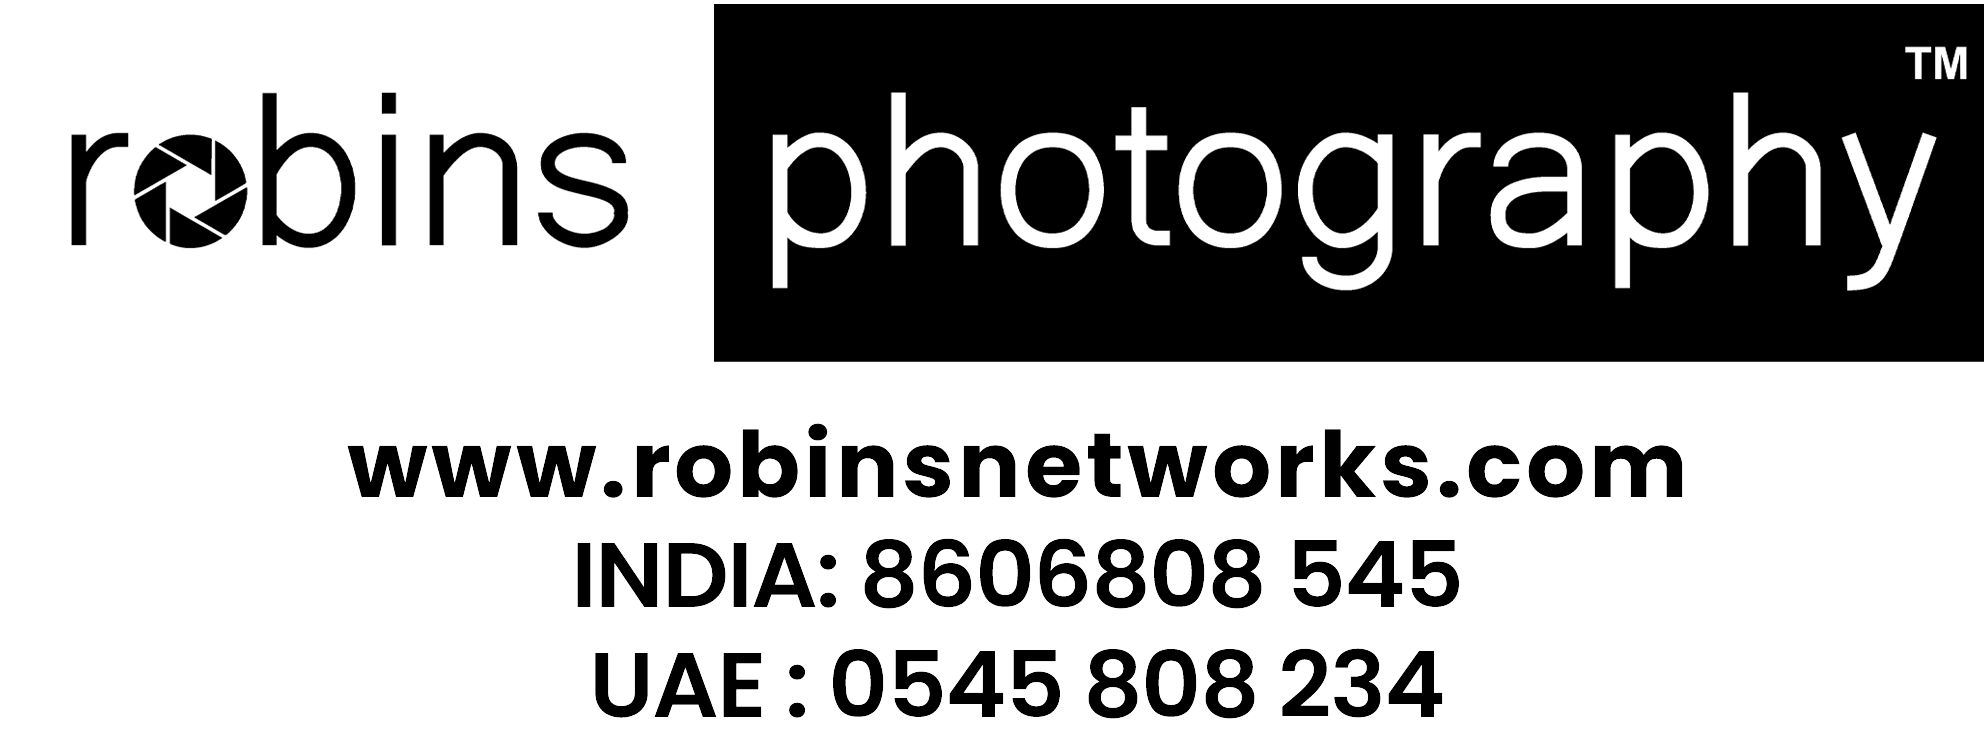 robins photography™
www.robinsnetworks.com
INDIA: 8606808 545
UAE : 0545 808 234